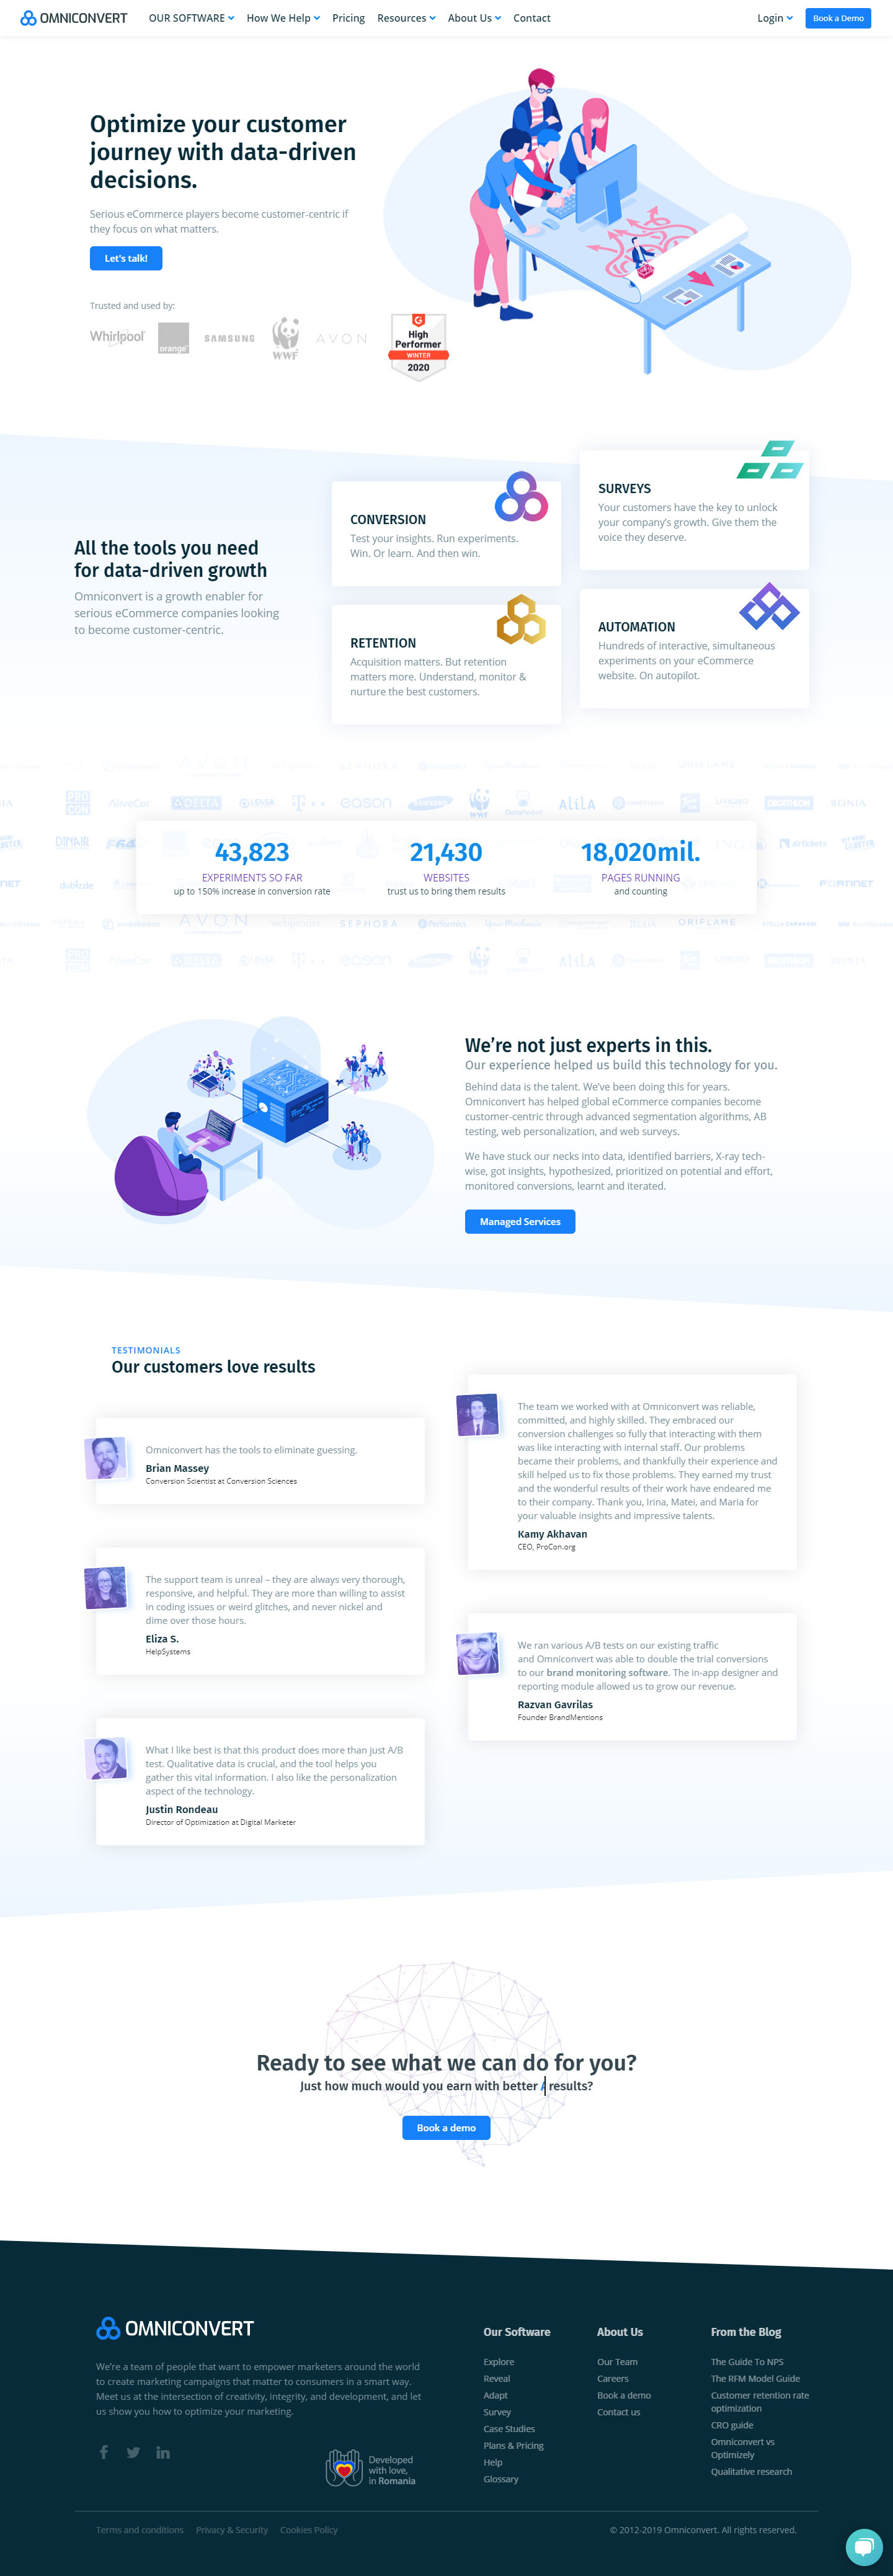 OMNICONVERT
OUR SOFTWARE
How We Help
Pricing
Resources
About Us
Contact
Login
Book a Demo
Optimize your customer
journey with data-driven
decisions.
Serious eCommerce players become customer-centric if
they focus on what matters.
Let's talk!
Trusted and used by:
Whirlpool
orange
SAMSUNG
WWF
AVON
High
Performer
WINTER
2020
All the tools you need
for data-driven growth
Omniconvert is a growth enabler for
serious eCommerce companies looking
to become customer-centric.
CONVERSION
Test your insights. Run experiments.
Win. Or learn. And then win.
SURVEYS
Your customers have the key to unlock
your company's growth. Give them the
voice they deserve.
RETENTION
Acquisition matters. But retention
matters more. Understand, monitor &
nurture the best customers.
AUTOMATION
Hundreds of interactive, simultaneous
experiments on your eCommerce
website. On autopilot.
AVON
SEPHORA
ORIFLAME
PRO
CON
AliveCor
DELTA
LENSA
eason
SAMSUNG
WWF
AliLA
LIVIGNO
DECATHLON
43,823
EXPERIMENTS SO FAR
up to 150% increase in conversion rate
21,430
WEBSITES
trust us to bring them results
18,020mil.
PAGES RUNNING
and counting
airtickets
dubizzle
FORTINET
AVON
SEPHORA
Performics
ORIFLAME
We’re not just experts in this.
Our experience helped us build this technology for you.
Behind data is the talent. We’ve been doing this for years.
Omniconvert has helped global eCommerce companies become
customer-centric through advanced segmentation algorithms, AB
testing, web personalization, and web surveys.
We have stuck our necks into data, identified barriers, X-ray tech-
wise, got insights, hypothesized, prioritized on potential and effort,
monitored conversions, learnt and iterated.
Managed Services
TESTIMONIALS
Our customers love results
Omniconvert has the tools to eliminate guessing.
Brian Massey
Conversion Scientist at Conversion Sciences
The support team is unreal – they are always very thorough,
responsive, and helpful. They are more than willing to assist
in coding issues or weird glitches, and never nickel and
dime over those hours.
Eliza S.
HelpSystems
What I like best is that this product does more than just A/B
test. Qualitative data is crucial, and the tool helps you
gather this vital information. I also like the personalization
aspect of the technology.
Justin Rondeau
Director of Optimization at Digital Marketer
The team we worked with at Omniconvert was reliable,
committed, and highly skilled. They embraced our
conversion challenges so fully that interacting with them
was like interacting with internal staff. Our problems
became their problems, and thankfully their experience and
skill helped us to fix those problems. They earned my trust
and the wonderful results of their work have endeared me
to their company. Thank you, Irina, Matei, and Maria for
your valuable insights and impressive talents.
Kamy Akhavan
CEO, ProCon.org
We ran various A/B tests on our existing traffic
and Omniconvert was able to double the trial conversions
to our brand monitoring software. The in-app designer and
reporting module allowed us to grow our revenue.
Razvan Gavrilas
Founder BrandMentions
Ready to see what we can do for you?
Just how much would you earn with better A results?
Book a demo
OMNICONVERT
We’re a team of people that want to empower marketers around the world
to create marketing campaigns that matter to consumers in a smart way.
Meet us at the intersection of creativity, integrity, and development, and let
us show you how to optimize your marketing.
Developed
with love,
in Romania
Our Software
Explore
Reveal
Adapt
Survey
Case Studies
Plans & Pricing
Help
Glossary
About Us
Our Team
Careers
Book a demo
Contact us
From the Blog
The Guide To NPS
The RFM Model Guide
Customer retention rate
optimization
CRO guide
Omniconvert vs
Optimizely
Qualitative research
Terms and conditions
Privacy & Security
Cookies Policy
© 2012-2019 Omniconvert. All rights reserved.